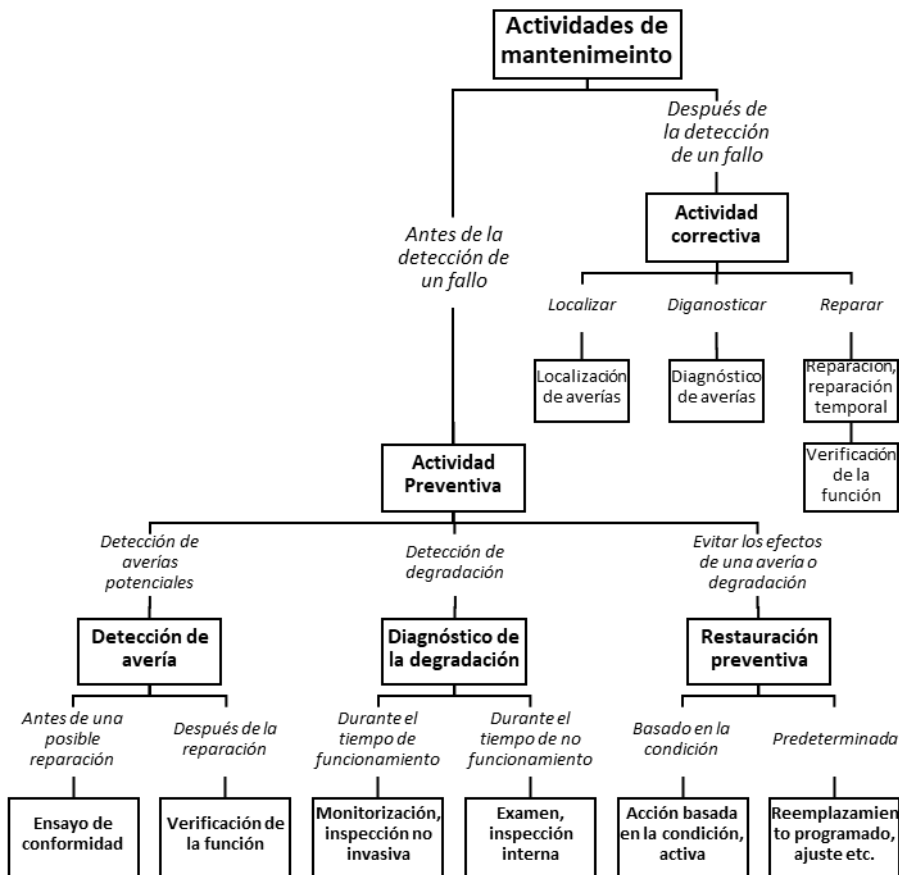 Actividades de
mantenimeinto
Después de
la detección
de un fallo
Actividad
correctiva
Antes de la
detección de
un fallo
Localizar
Diganosticar
Reparar
Localización
de averías
Diagnóstico
de averías
Reparación,
reparación
temporal
Verificación
de la
función
Actividad
Preventiva
Detección de
averías
potenciales
Detección de
degradación
Evitar los efectos
de una avería o
degradación
Detección de
avería
Diagnóstico de
la degradación
Restauración
preventiva
Antes de una
posible
reparación
Después de la
reparación
Durante el
tiempo de
funcionamiento
Durante el
tiempo de no
funcionamiento
Basado en la
condición
Predeterminada
Ensayo de
conformidad
Verificación de
la función
Monitorización,
inspección no
invasiva
Examen,
inspección
interna
Acción basada
en la condición,
activa
Reemplazamien
to programado,
ajuste etc.